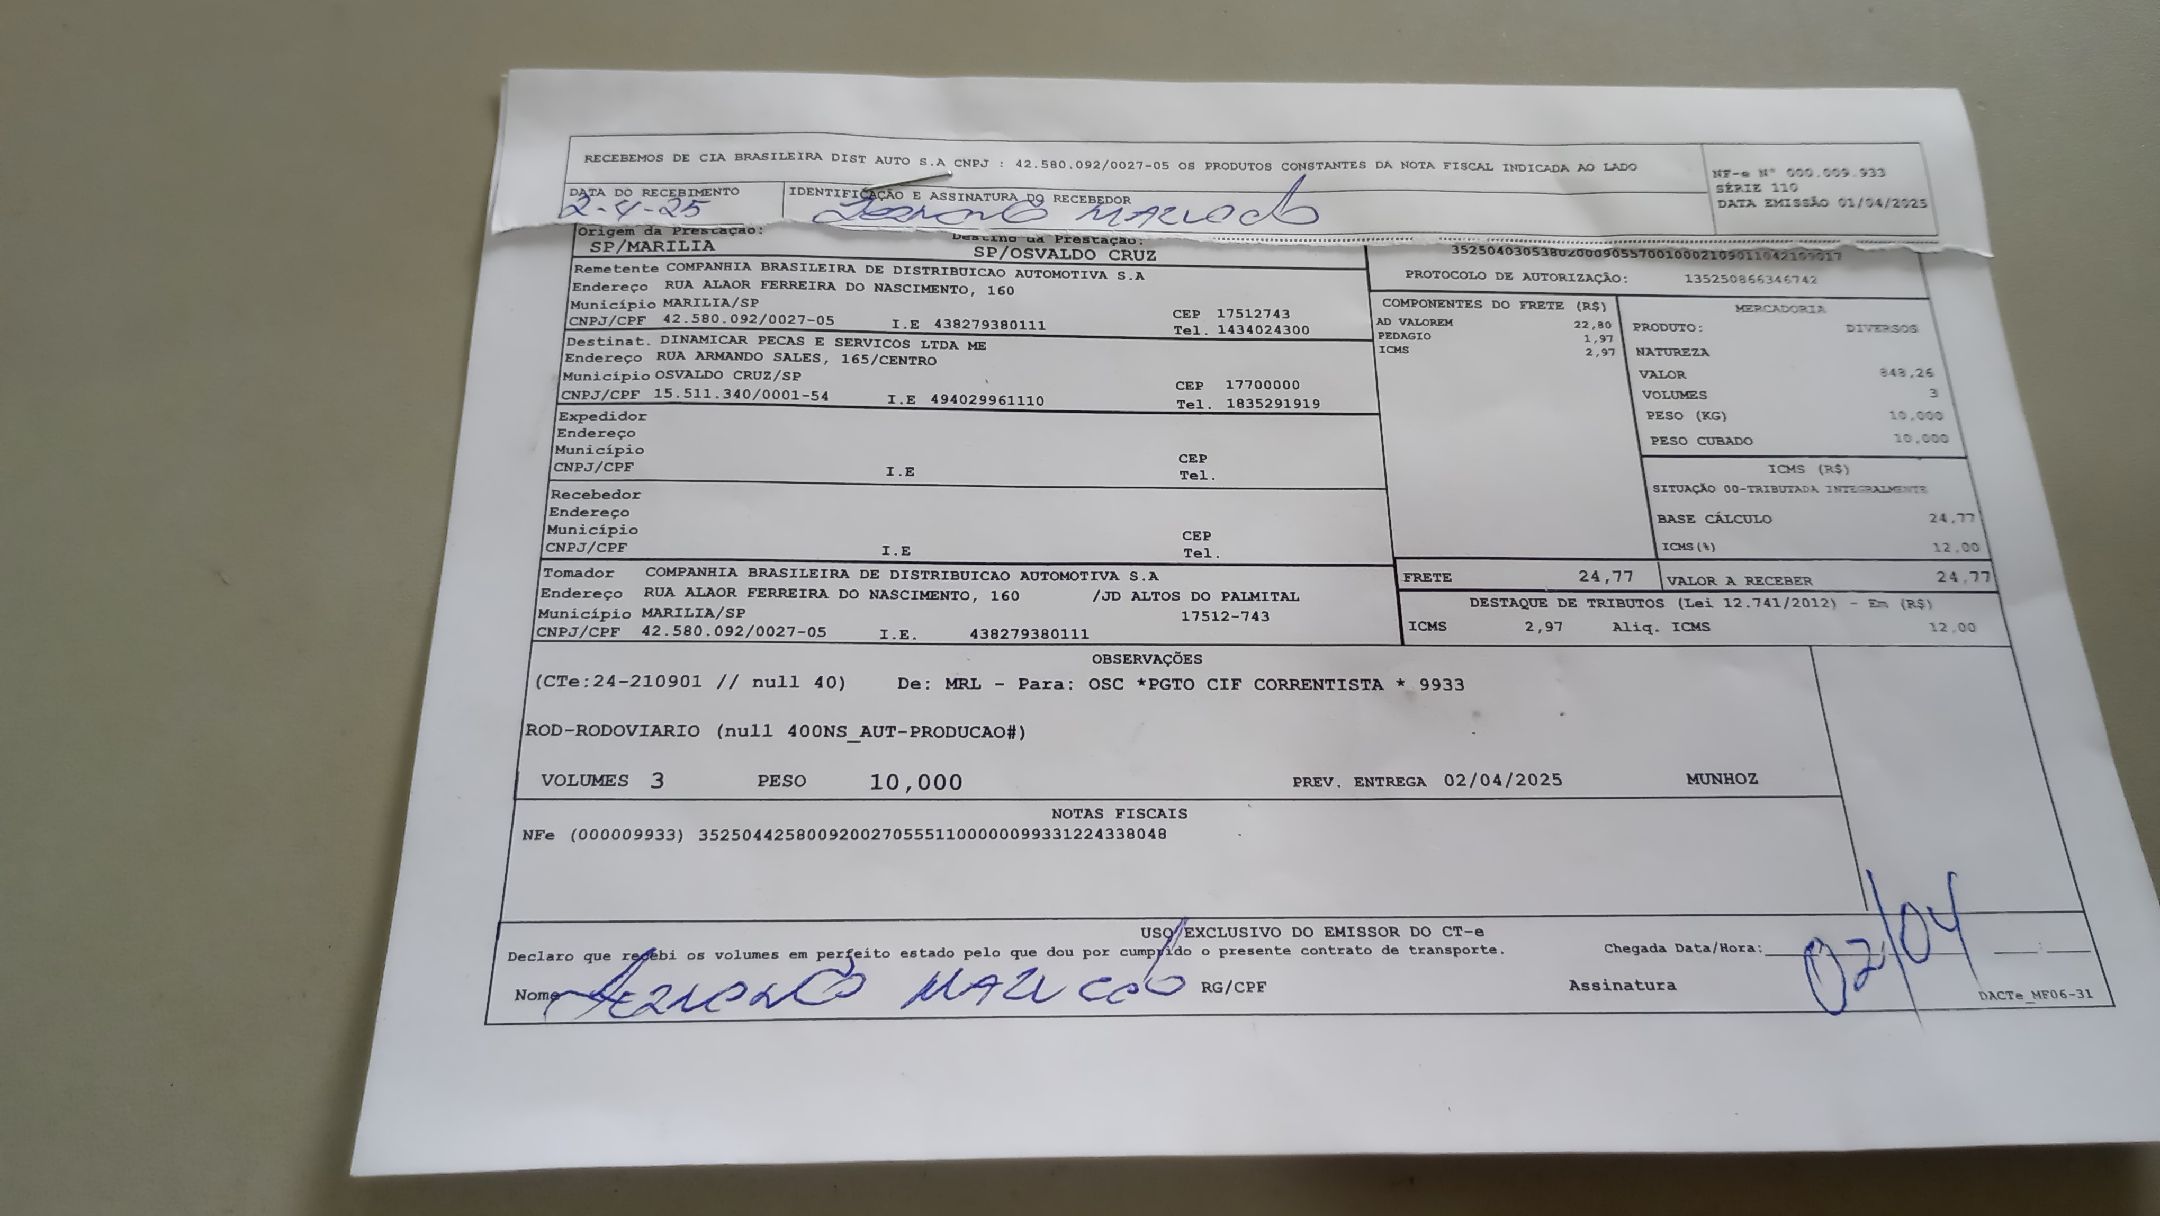 RECEBEMOS DE CIA BRASILEIRA DIST AUTO S.A CNPJ : 42.580.092/0027-05 OS PRODUTOS CONSTANTES DA NOTA FISCAL INDICADA AO LADO
NF-e Nº 000.009.933
SÉRIE 110
DATA EMISSÃO 01/04/2025
DATA DO RECEBIMENTO
2-4-25
IDENTIFICAÇÃO E ASSINATURA DO RECEBEDOR
Origem da Prestação:
SP/MARILIA
Destino da Prestação:
SP/OSVALDO CRUZ
Remetente COMPANHIA BRASILEIRA DE DISTRIBUICAO AUTOMOTIVA S.A
Endereço RUA ALAOR FERREIRA DO NASCIMENTO, 160
Município MARILIA/SP CEP 17512743
CNPJ/CPF 42.580.092/0027-05 I.E 438279380111 Tel. 1434024300
Destinat. DINAMICAR PECAS E SERVICOS LTDA ME
Endereço RUA ARMANDO SALES, 165/CENTRO
Município OSVALDO CRUZ/SP CEP 17700000
CNPJ/CPF 15.511.340/0001-54 I.E 494029961110 Tel. 1835291919
Expedidor
Endereço
Município CEP
CNPJ/CPF I.E Tel.
Recebedor
Endereço
Município CEP
CNPJ/CPF I.E Tel.
Tomador COMPANHIA BRASILEIRA DE DISTRIBUICAO AUTOMOTIVA S.A
Endereço RUA ALAOR FERREIRA DO NASCIMENTO, 160 /JD ALTOS DO PALMITAL
Município MARILIA/SP 17512-743
CNPJ/CPF 42.580.092/0027-05 I.E. 438279380111
PROTOCOLO DE AUTORIZAÇÃO: 135250866346742
COMPONENTES DO FRETE (R$)
AD VALOREM 22,80
PEDAGIO 1,97
ICMS 2,97
MERCADORIA
PRODUTO: DIVERSOS
NATUREZA
VALOR 848,26
VOLUMES 3
PESO (KG) 10,000
PESO CUBADO 10,000
ICMS (R$)
SITUAÇÃO 00-TRIBUTADA INTEGRALMENTE
BASE CÁLCULO 24,77
ICMS(%) 12,00
FRETE 24,77 VALOR A RECEBER 24,77
DESTAQUE DE TRIBUTOS (Lei 12.741/2012) - Em (R$)
ICMS 2,97 Aliq. ICMS 12,00
OBSERVAÇÕES
(CTe:24-210901 // null 40) De: MRL - Para: OSC *PGTO CIF CORRENTISTA * 9933
ROD-RODOVIARIO (null 400NS_AUT-PRODUCAO#)
VOLUMES 3 PESO 10,000 PREV. ENTREGA 02/04/2025 MUNHOZ
NOTAS FISCAIS
NFe (000009933) 35250442580092002705551100000099331224338048
USO EXCLUSIVO DO EMISSOR DO CT-e
Declaro que recebi os volumes em perfeito estado pelo que dou por cumprido o presente contrato de transporte.
Chegada Data/Hora: 02/04
Nome RG/CPF Assinatura
DACTe_MF06-31